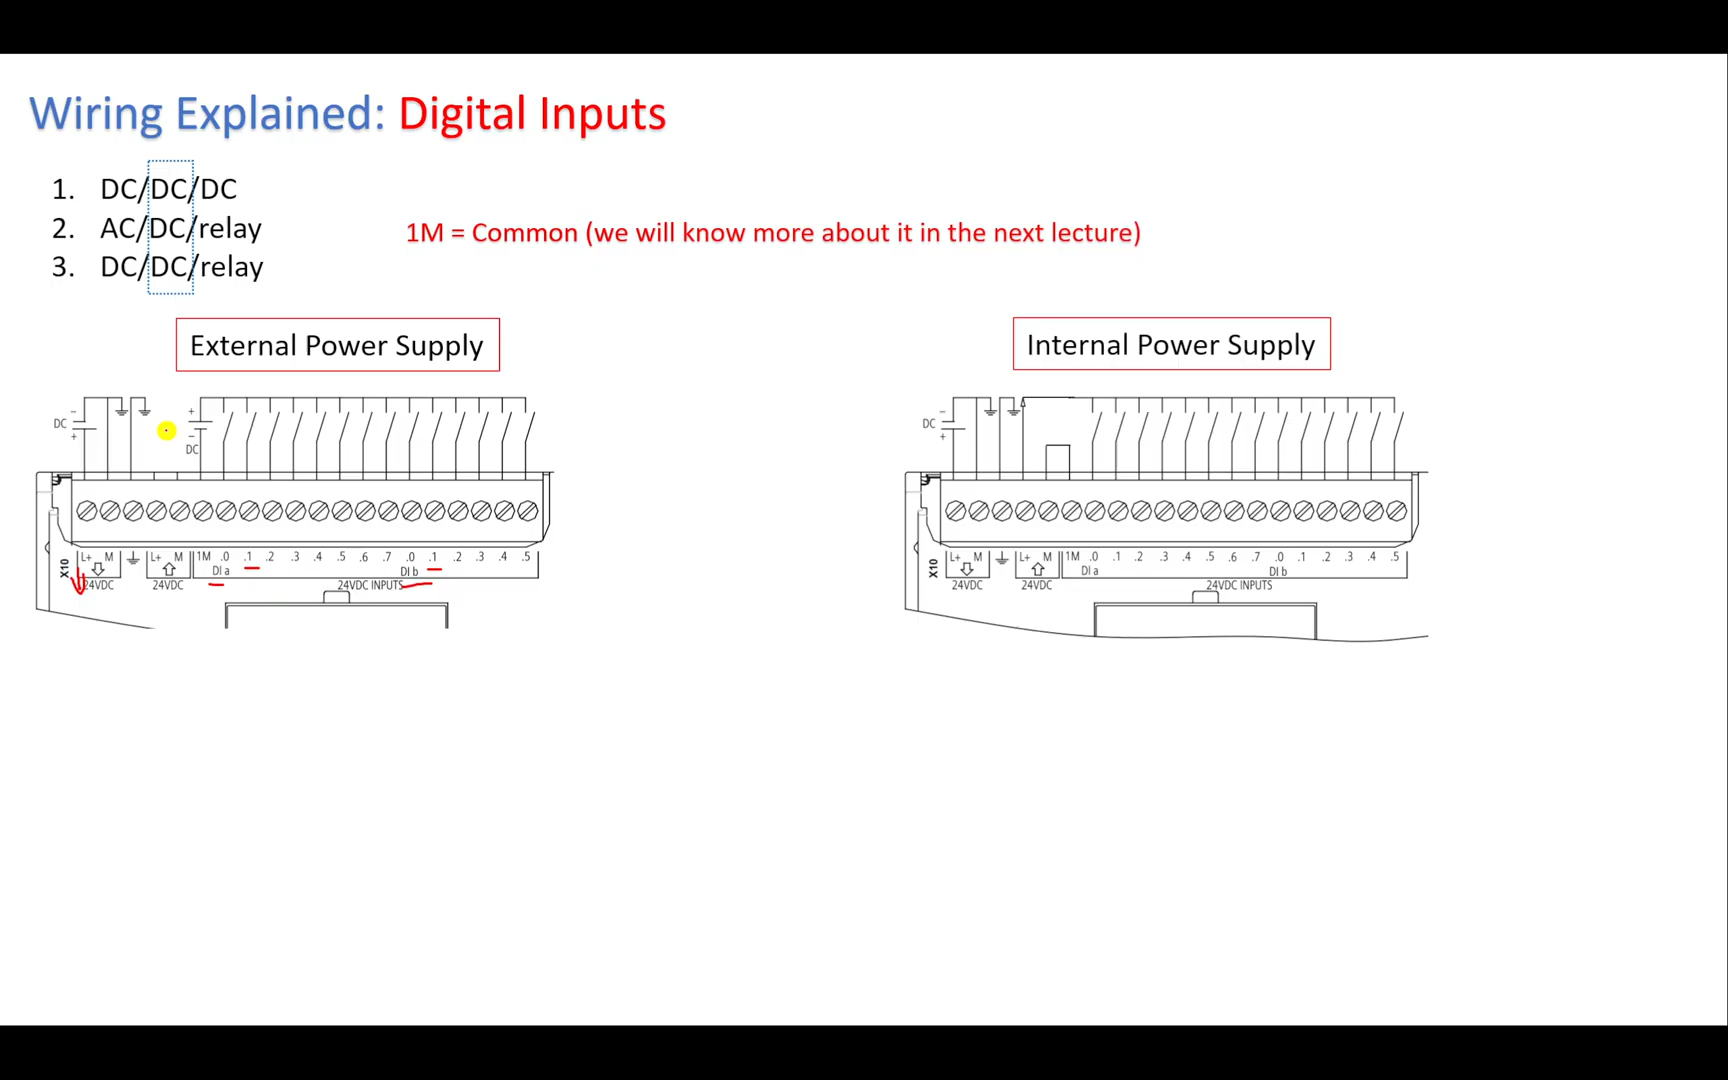 Wiring Explained: Digital Inputs
1. DC/DC/DC
2. AC/DC/relay
3. DC/DC/relay
1M = Common (we will know more about it in the next lecture)
External Power Supply
DC - +
+ - DC
X10 L+ M L+ M 1M .0 .1 .2 .3 .4 .5 .6 .7 .0 .1 .2 .3 .4 .5
DI a DI b
24VDC 24VDC 24VDC INPUTS
Internal Power Supply
DC - +
X10 L+ M L+ M 1M .0 .1 .2 .3 .4 .5 .6 .7 .0 .1 .2 .3 .4 .5
DI a DI b
24VDC 24VDC 24VDC INPUTS